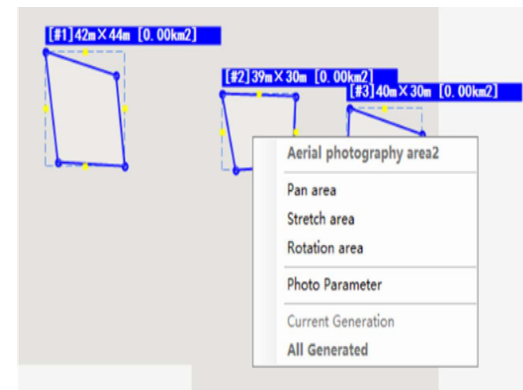 [#1]42m×44m [0.00km2]
[#2]39m×30m [0.00km2]
[#3]40m×30m [0.00km2]
Aerial photography area2
Pan area
Stretch area
Rotation area
Photo Parameter
Current Generation
All Generated